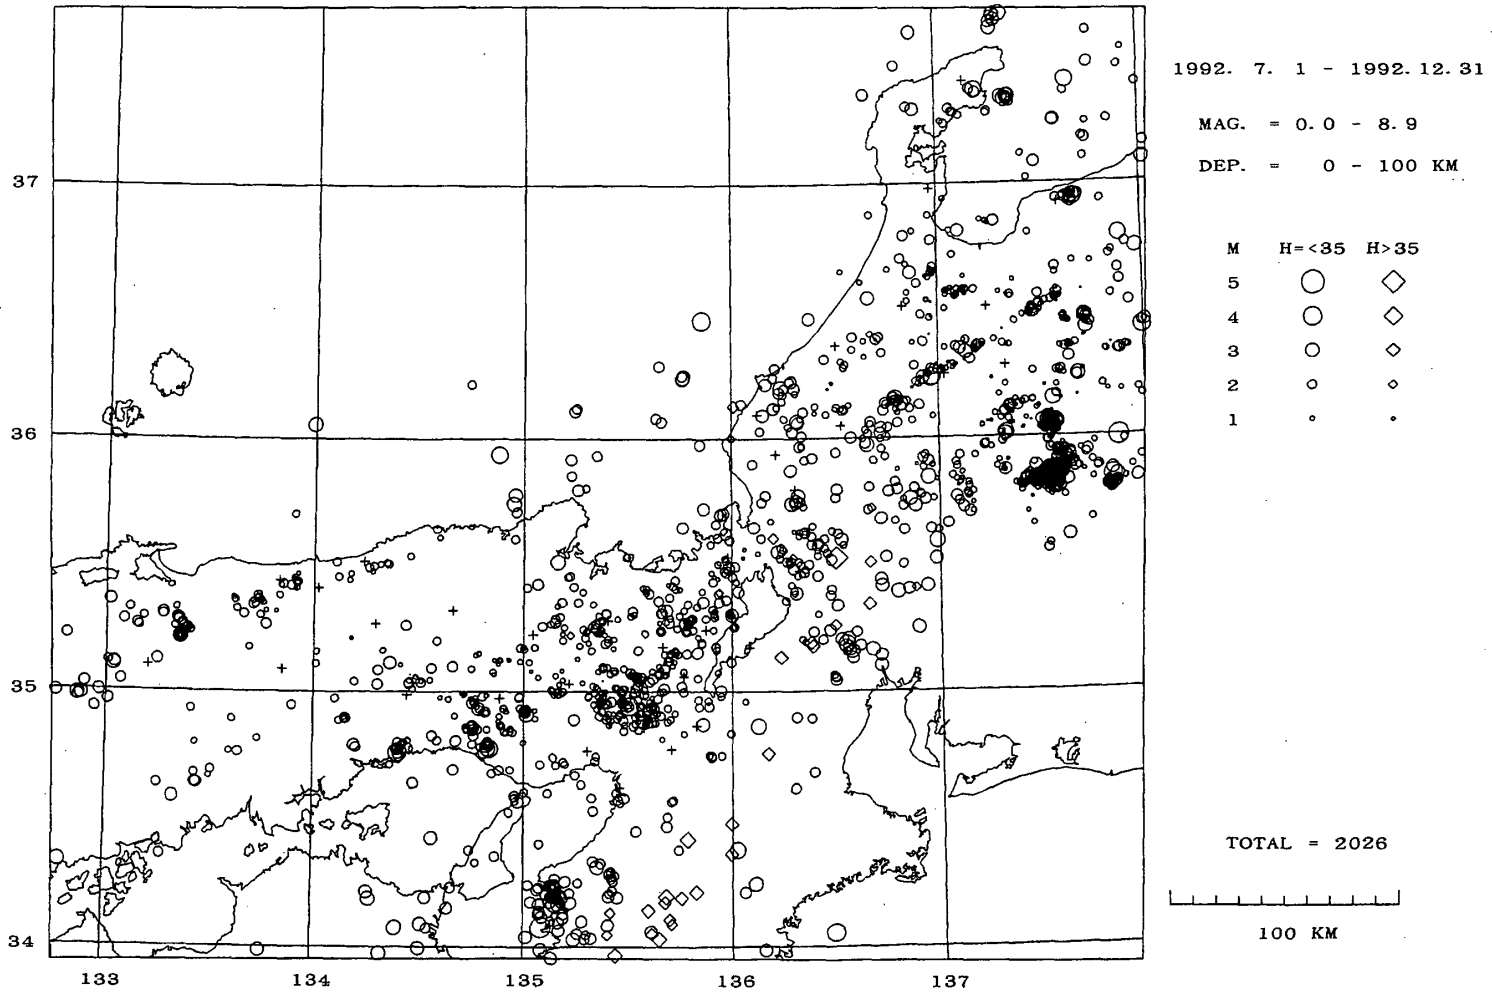 1992. 7. 1 - 1992.12.31
MAG. = 0.0 - 8.9
DEP. = 0 - 100 KM
M H=<35 H>35
5
4
3
2
1
TOTAL = 2026
100 KM
37
36
35
34
133 134 135 136 137